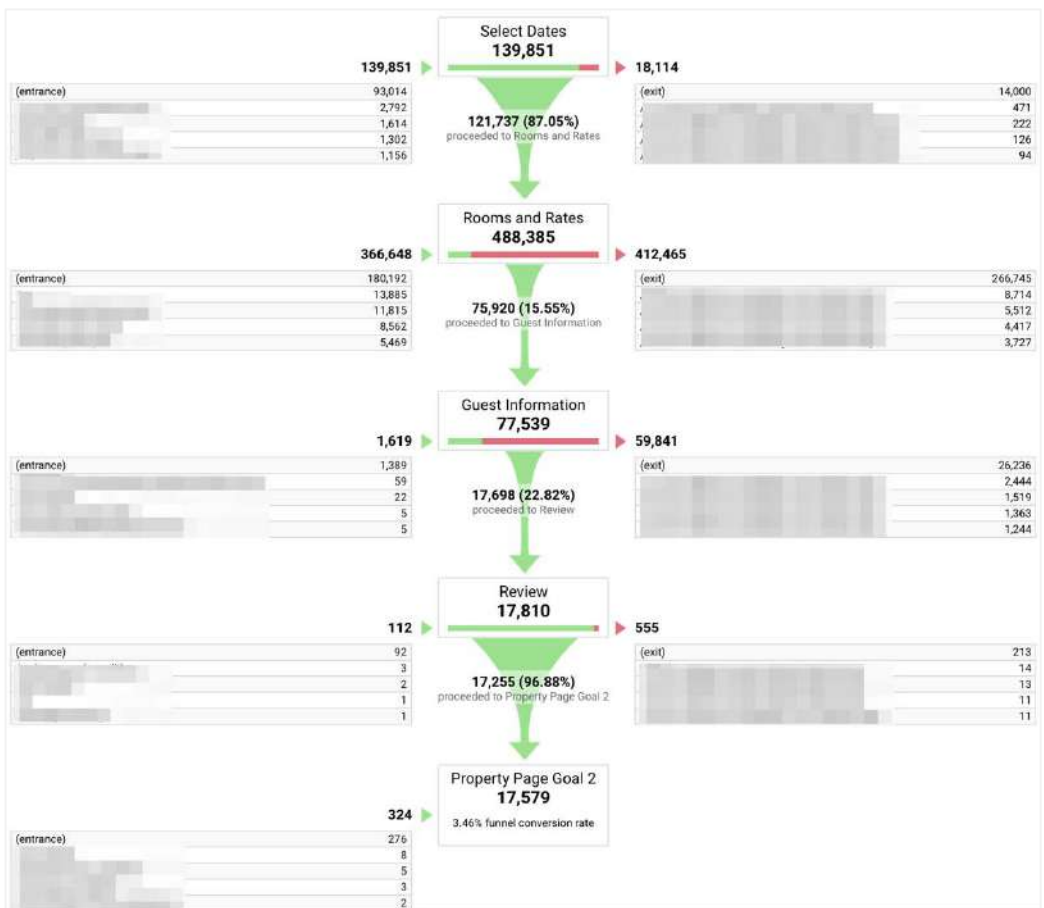 Select Dates
139,851
139,851
18,114
(entrance) 93,014
2,792
1,614
1,302
1,156
121,737 (87.05%)
proceeded to Rooms and Rates
(exit) 14,000
471
222
126
94
Rooms and Rates
488,385
366,648
412,465
(entrance) 180,192
13,885
11,815
8,562
5,469
75,920 (15.55%)
proceeded to Guest Information
(exit) 266,745
8,714
5,512
4,417
3,727
Guest Information
77,539
1,619
59,841
(entrance) 1,389
59
22
5
5
17,698 (22.82%)
proceeded to Review
(exit) 26,236
2,444
1,519
1,363
1,244
Review
17,810
112
555
(entrance) 92
3
2
1
1
17,255 (96.88%)
proceeded to Property Page Goal 2
(exit) 213
14
13
11
11
Property Page Goal 2
17,579
3.46% funnel conversion rate
324
(entrance) 276
8
5
3
2